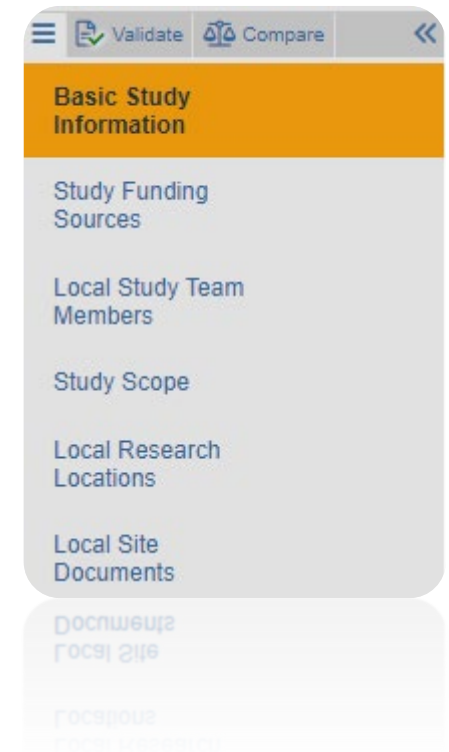 Validate Compare
Basic Study
Information
Study Funding
Sources
Local Study Team
Members
Study Scope
Local Research
Locations
Local Site
Documents